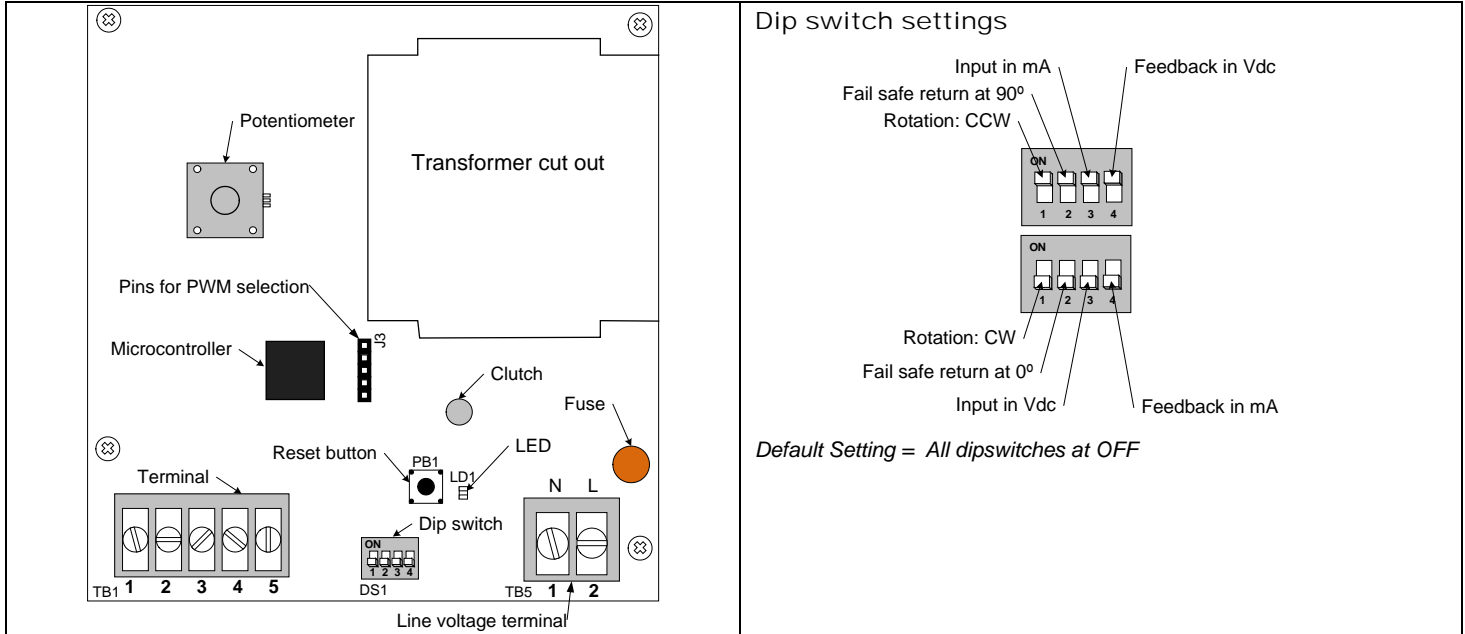 Potentiometer
Transformer cut out
Pins for PWM selection
J3
Microcontroller
Clutch
Fuse
Reset button
PB1
LED
LD1
Terminal
N L
Dip switch
ON
1 2 3 4
TB1 1 2 3 4 5
DS1
TB5 1 2
Line voltage terminal
Dip switch settings
Input in mA
Feedback in Vdc
Fail safe return at 90º
Rotation: CCW
ON
1 2 3 4
ON
1 2 3 4
Rotation: CW
Fail safe return at 0º
Input in Vdc
Feedback in mA
Default Setting = All dipswitches at OFF